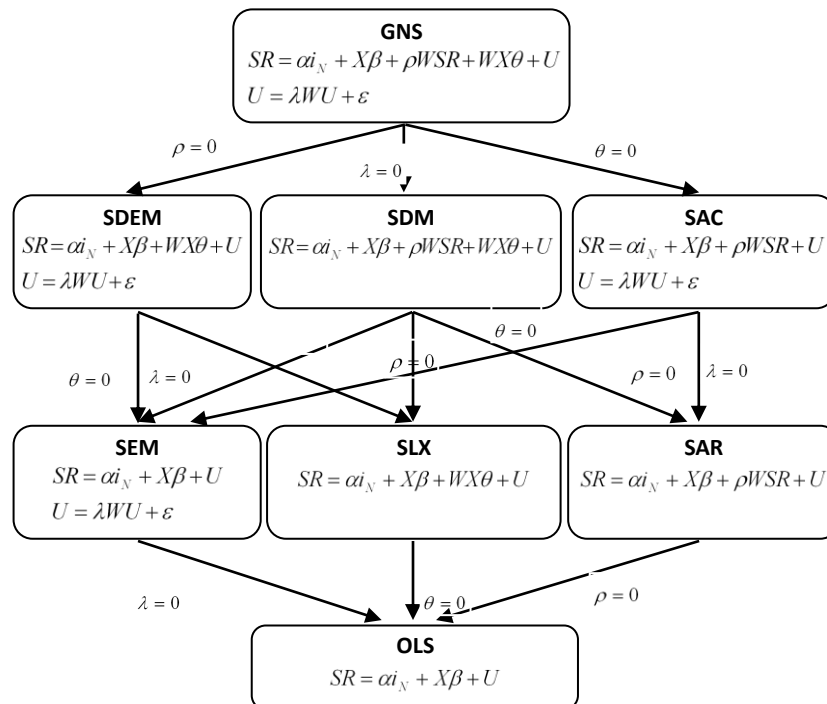 GNS
SR = αi_N + Xβ + ρWSR + WXθ + U
U = λWU + ε
ρ = 0
λ = 0
θ = 0
SDEM
SR = αi_N + Xβ + WXθ + U
U = λWU + ε
SDM
SR = αi_N + Xβ + ρWSR + WXθ + U
SAC
SR = αi_N + Xβ + ρWSR + U
U = λWU + ε
θ = 0
θ = 0
λ = 0
ρ = 0
ρ = 0
λ = 0
SEM
SR = αi_N + Xβ + U
U = λWU + ε
SLX
SR = αi_N + Xβ + WXθ + U
SAR
SR = αi_N + Xβ + ρWSR + U
λ = 0
θ = 0
ρ = 0
OLS
SR = αi_N + Xβ + U